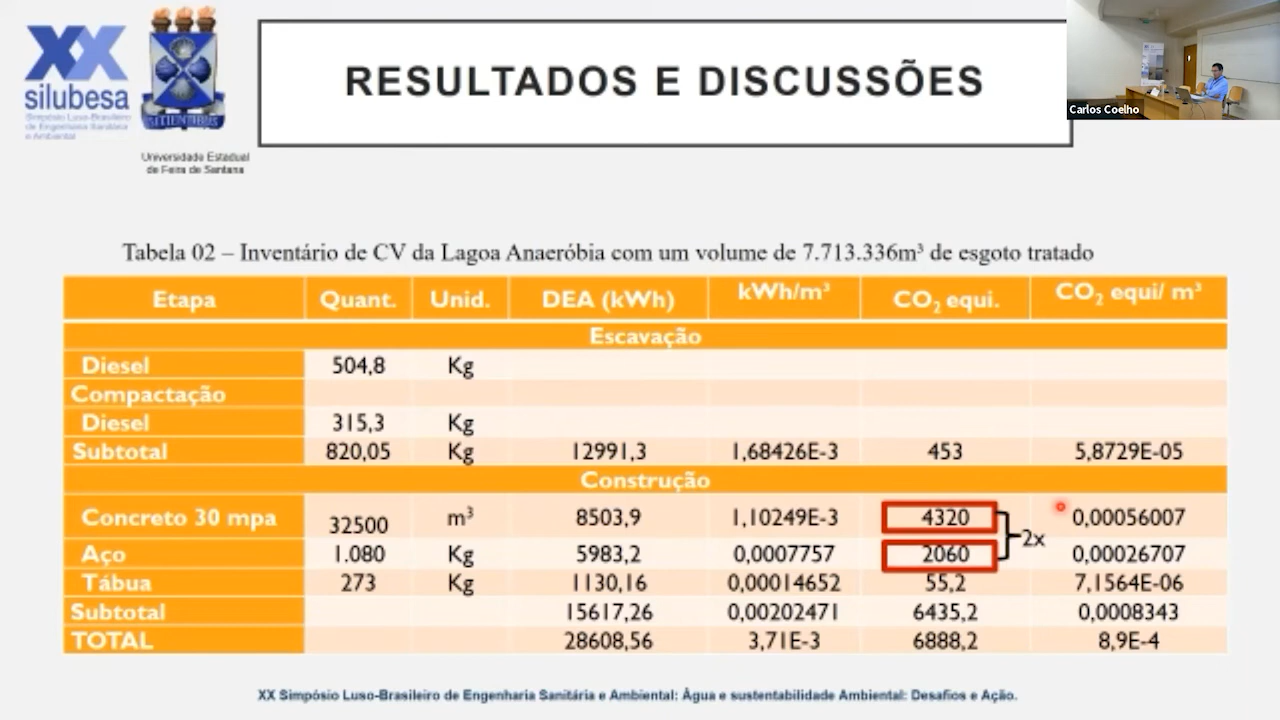 silubesa
Simpósio Luso-Brasileiro
de Engenharia Sanitária
e Ambiental
Universidade Estadual
de Feira de Santana
RESULTADOS E DISCUSSÕES
Carlos Coelho
Tabela 02 – Inventário de CV da Lagoa Anaeróbia com um volume de 7.713.336m³ de esgoto tratado
Etapa Quant. Unid. DEA (kWh) kWh/m³ CO₂ equi. CO₂ equi/ m³
Escavação
Diesel 504,8 Kg
Compactação
Diesel 315,3 Kg
Subtotal 820,05 Kg 12991,3 1,68426E-3 453 5,8729E-05
Construção
Concreto 30 mpa 32500 m³ 8503,9 1,10249E-3 4320 0,00056007
2x
Aço 1.080 Kg 5983,2 0,0007757 2060 0,00026707
Tábua 273 Kg 1130,16 0,00014652 55,2 7,1564E-06
Subtotal 15617,26 0,00202471 6435,2 0,0008343
TOTAL 28608,56 3,71E-3 6888,2 8,9E-4
XX Simpósio Luso-Brasileiro de Engenharia Sanitária e Ambiental: Água e sustentabilidade Ambiental: Desafios e Ação.